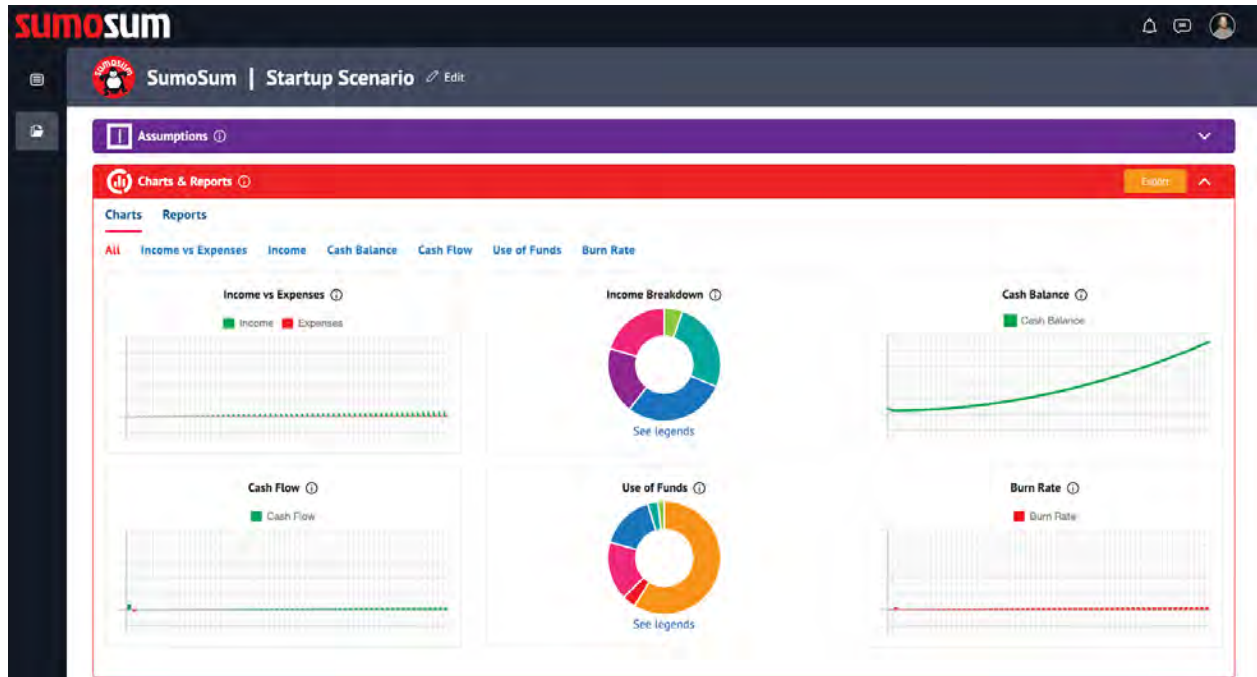 sumosum
sumosum
SumoSum | Startup Scenario Edit
Assumptions
Charts & Reports Export
Charts Reports
All Income vs Expenses Income Cash Balance Cash Flow Use of Funds Burn Rate
Income vs Expenses Income Breakdown Cash Balance
Income Expenses Cash Balance
See legends
Cash Flow Use of Funds Burn Rate
Cash Flow Burn Rate
See legends